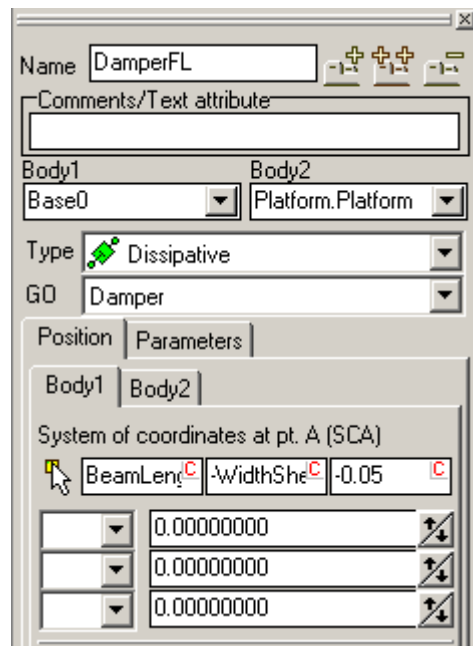 Name DamperFL
Comments/Text attribute
Body1 Body2
Base0 Platform.Platform
Type Dissipative
GO Damper
Position Parameters
Body1 Body2
System of coordinates at pt. A (SCA)
BeamLeng C -WidthShe C -0.05 C
0.00000000
0.00000000
0.00000000